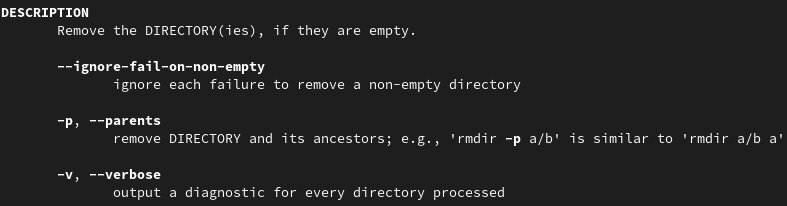 DESCRIPTION
Remove the DIRECTORY(ies), if they are empty.
--ignore-fail-on-non-empty
ignore each failure to remove a non-empty directory
-p, --parents
remove DIRECTORY and its ancestors; e.g., 'rmdir -p a/b' is similar to 'rmdir a/b a'
-v, --verbose
output a diagnostic for every directory processed